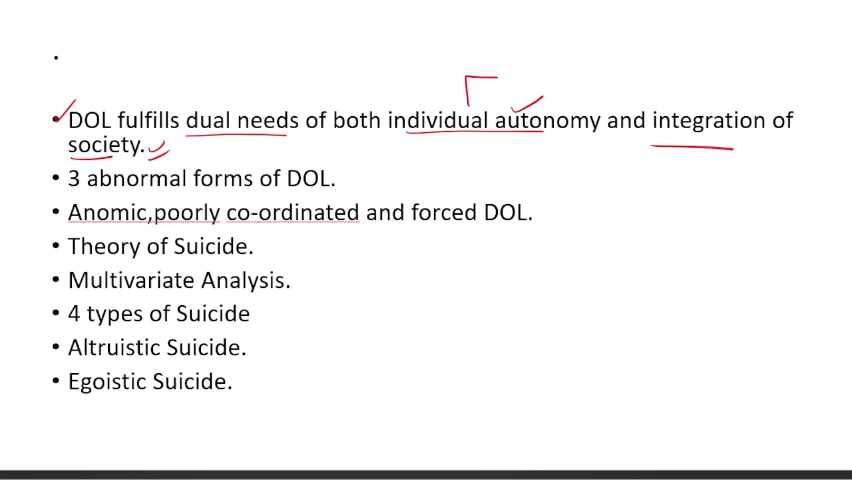 .
• DOL fulfills dual needs of both individual autonomy and integration of
society.
• 3 abnormal forms of DOL.
• Anomic,poorly co-ordinated and forced DOL.
• Theory of Suicide.
• Multivariate Analysis.
• 4 types of Suicide
• Altruistic Suicide.
• Egoistic Suicide.